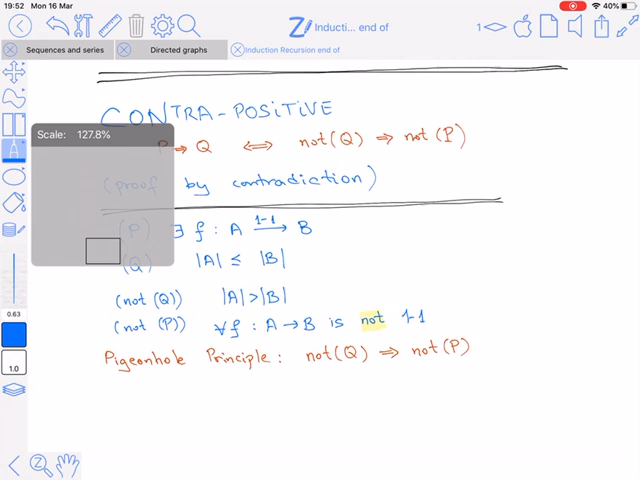 19:52 Mon 16 Mar 40%
Inducti... end of 1
Sequences and series Directed graphs Induction Recursion end of
CONTRA-POSITIVE
Scale: 127.8%
P ⇒ Q ⟺ not(Q) ⇒ not(P)
(proof by contradiction)
(P) ∃ f : A 1-1⟶ B
(Q) |A| ≤ |B|
(not(Q)) |A| > |B|
(not(P)) ∀f : A → B is not 1-1
Pigeonhole Principle: not(Q) ⇒ not(P)
0.63
1.0